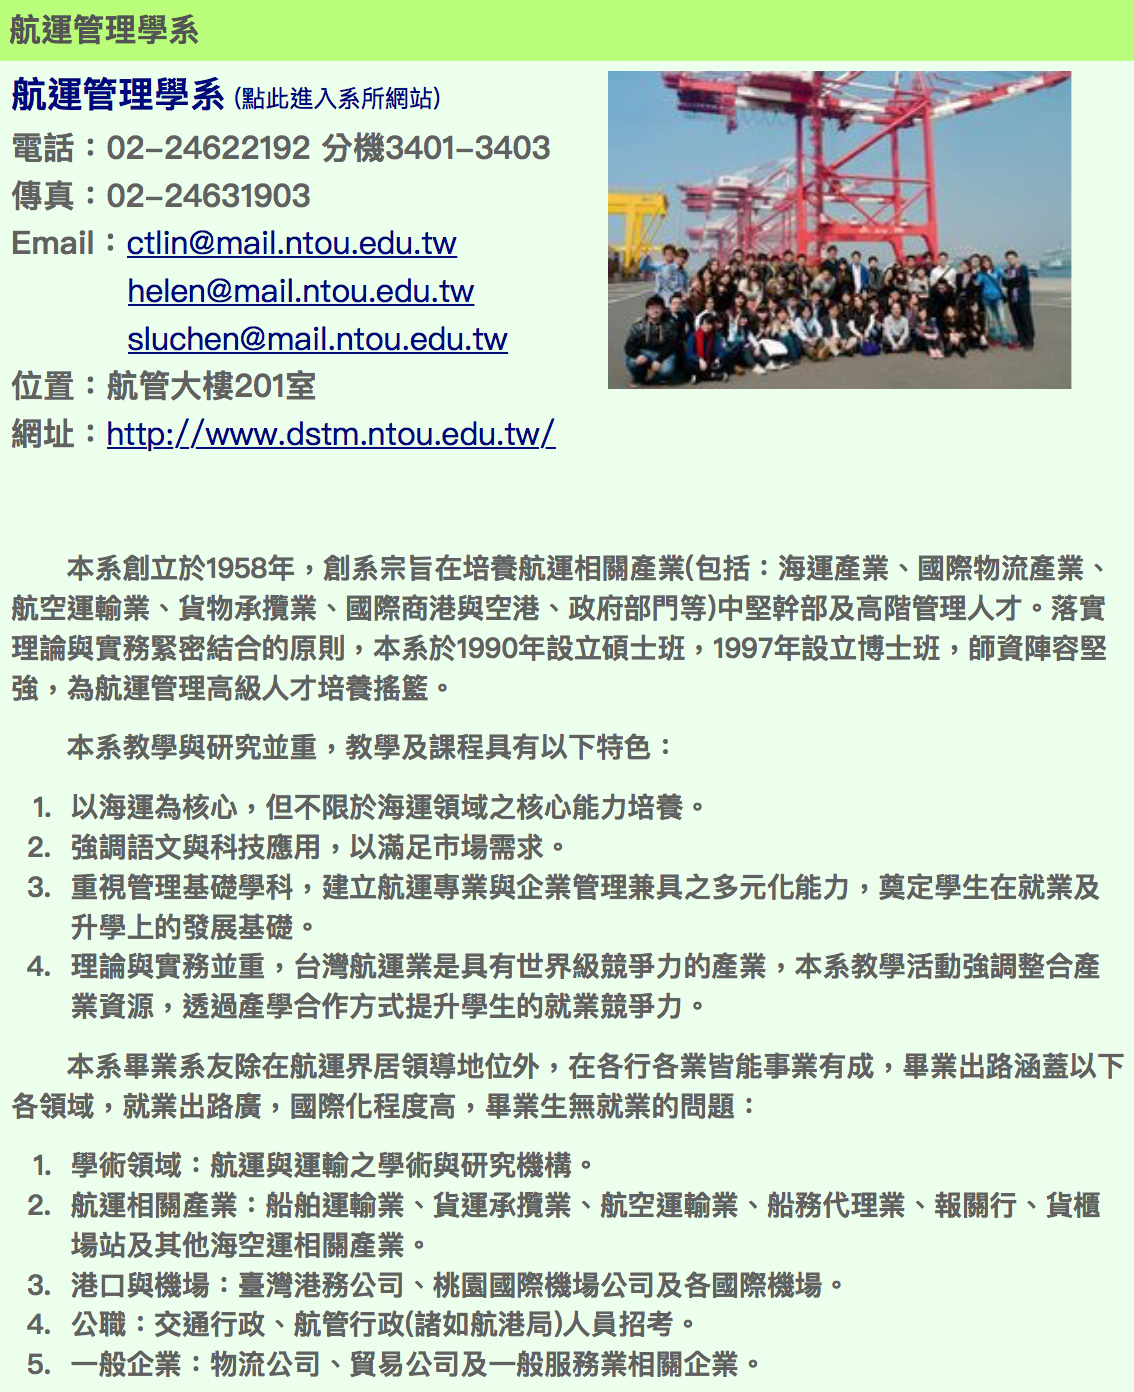 航運管理學系
航運管理學系 (點此進入系所網站)
電話：02-24622192 分機3401-3403
傳真：02-24631903
Email：ctlin@mail.ntou.edu.tw
helen@mail.ntou.edu.tw
sluchen@mail.ntou.edu.tw
位置：航管大樓201室
網址：http://www.dstm.ntou.edu.tw/
本系創立於1958年，創系宗旨在培養航運相關產業(包括：海運產業、國際物流產業、
航空運輸業、貨物承攬業、國際商港與空港、政府部門等)中堅幹部及高階管理人才。落實
理論與實務緊密結合的原則，本系於1990年設立碩士班，1997年設立博士班，師資陣容堅
強，為航運管理高級人才培養搖籃。
本系教學與研究並重，教學及課程具有以下特色：
1. 以海運為核心，但不限於海運領域之核心能力培養。
2. 強調語文與科技應用，以滿足市場需求。
3. 重視管理基礎學科，建立航運專業與企業管理兼具之多元化能力，奠定學生在就業及
升學上的發展基礎。
4. 理論與實務並重，台灣航運業是具有世界級競爭力的產業，本系教學活動強調整合產
業資源，透過產學合作方式提升學生的就業競爭力。
本系畢業系友除在航運界居領導地位外，在各行各業皆能事業有成，畢業出路涵蓋以下
各領域，就業出路廣，國際化程度高，畢業生無就業的問題：
1. 學術領域：航運與運輸之學術與研究機構。
2. 航運相關產業：船舶運輸業、貨運承攬業、航空運輸業、船務代理業、報關行、貨櫃
場站及其他海空運相關產業。
3. 港口與機場：臺灣港務公司、桃園國際機場公司及各國際機場。
4. 公職：交通行政、航管行政(諸如航港局)人員招考。
5. 一般企業：物流公司、貿易公司及一般服務業相關企業。